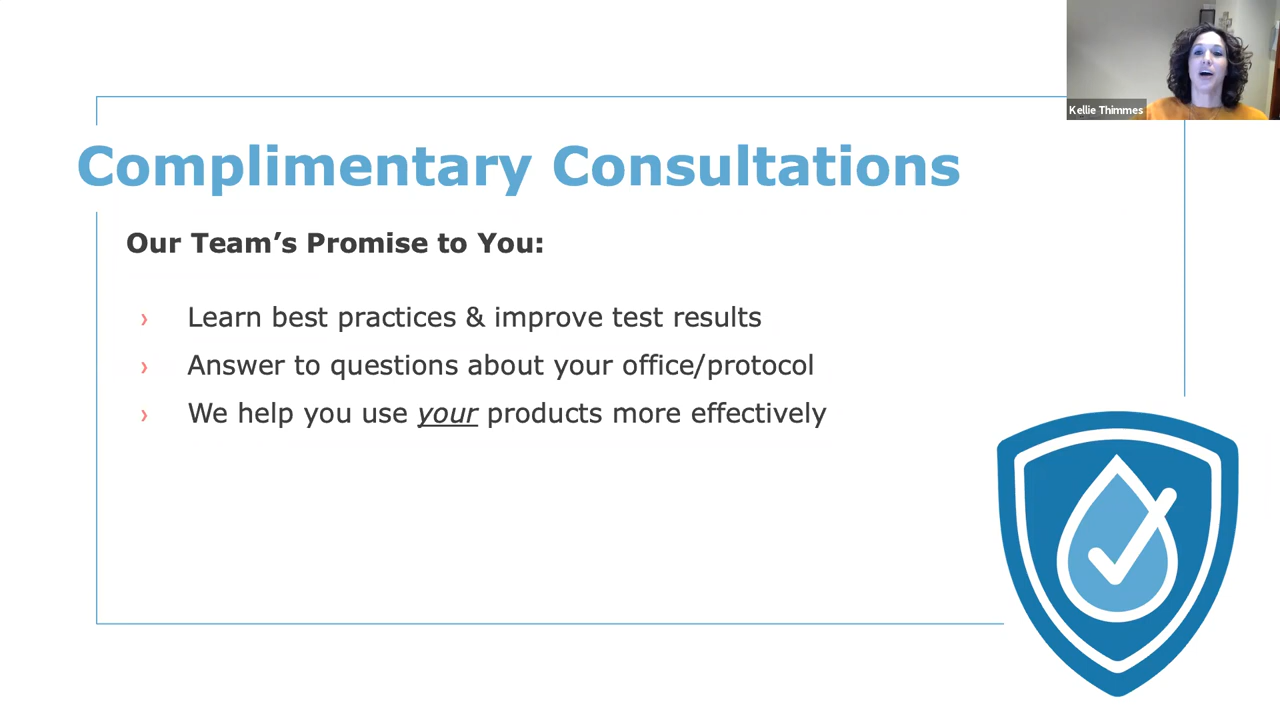 Kellie Thimmes
Complimentary Consultations
Our Team’s Promise to You:
› Learn best practices & improve test results
› Answer to questions about your office/protocol
› We help you use your products more effectively